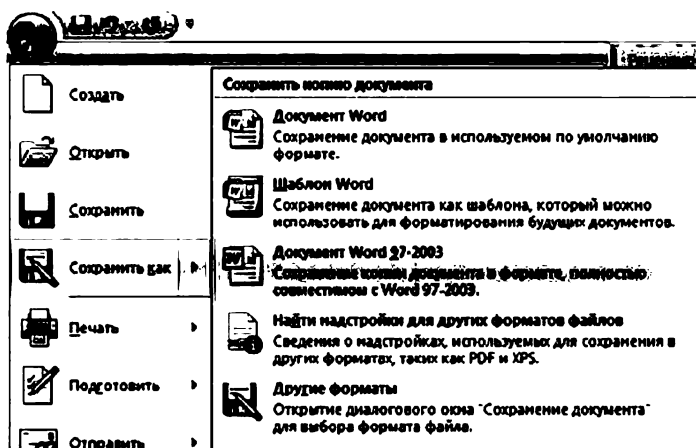 Создать
Открыть
Сохранить
Сохранить как
Печать
Подготовить
Отправить
Сохранить копию документа
Документ Word
Сохранение документа в используемом по умолчанию
формате.
Шаблон Word
Сохранение документа как шаблона, который можно
использовать для форматирования будущих документов.
Документ Word 97-2003
Сохранение копии документа в формате, полностью
совместимом с Word 97-2003.
Найти надстройки для других форматов файлов
Сведения о надстройках, используемых для сохранения в
других форматах, таких как PDF и XPS.
Другие форматы
Открытие диалогового окна "Сохранение документа"
для выбора формата файла.